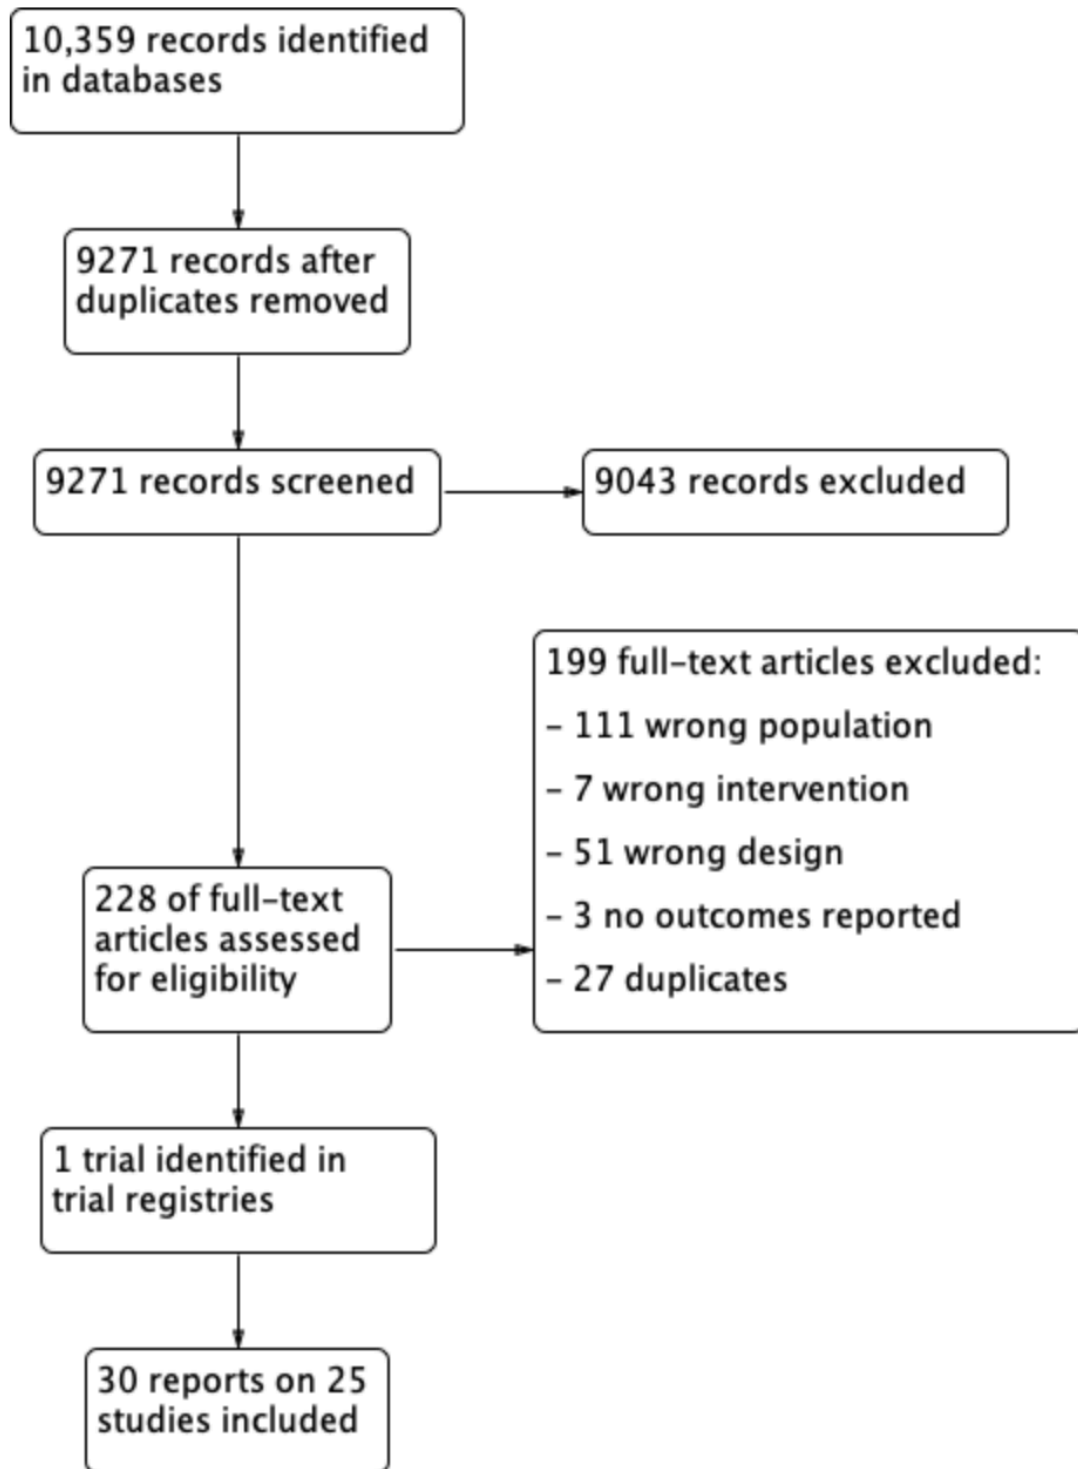 10,359 records identified
in databases
9271 records after
duplicates removed
9271 records screened
9043 records excluded
199 full-text articles excluded:
- 111 wrong population
- 7 wrong intervention
- 51 wrong design
- 3 no outcomes reported
- 27 duplicates
228 of full-text
articles assessed
for eligibility
1 trial identified in
trial registries
30 reports on 25
studies included